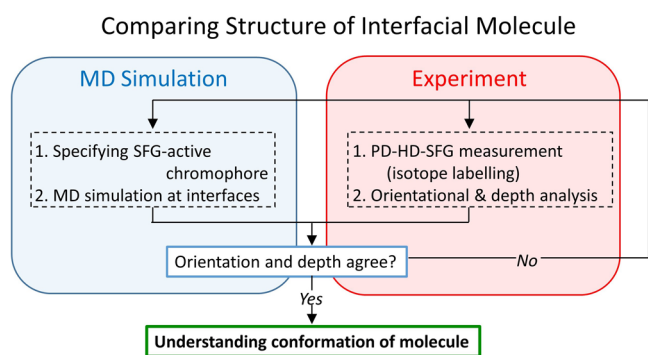 Comparing Structure of Interfacial Molecule
MD Simulation
Experiment
1. Specifying SFG-active
chromophore
2. MD simulation at interfaces
1. PD-HD-SFG measurement
(isotope labelling)
2. Orientational & depth analysis
Orientation and depth agree?
No
Yes
Understanding conformation of molecule